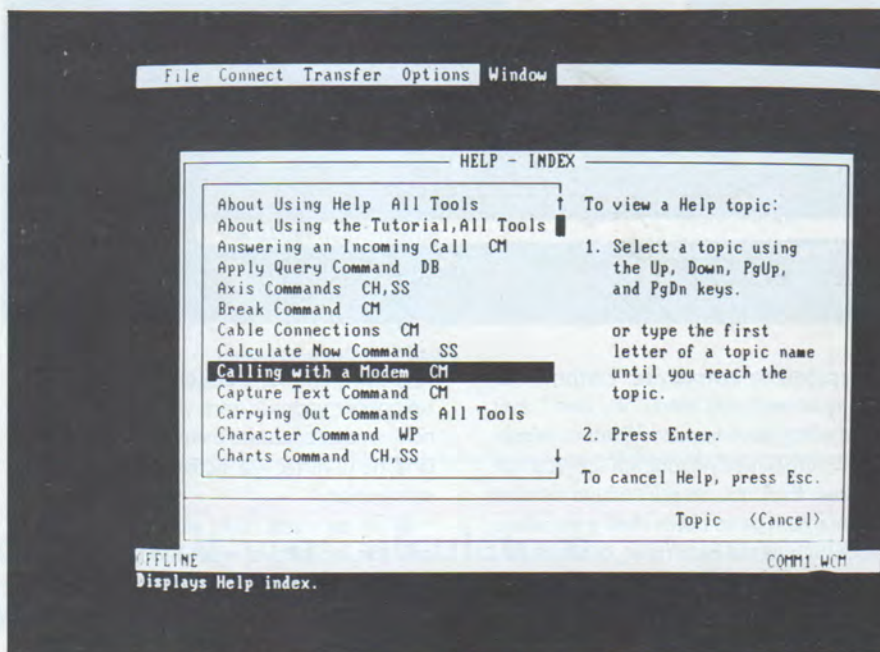 File Connect Transfer Options Window
HELP - INDEX
About Using Help All Tools
About Using the Tutorial,All Tools
Answering an Incoming Call CM
Apply Query Command DB
Axis Commands CH,SS
Break Command CM
Cable Connections CM
Calculate Now Command SS
Calling with a Modem CM
Capture Text Command CM
Carrying Out Commands All Tools
Character Command WP
Charts Command CH,SS
To view a Help topic:
1. Select a topic using
the Up, Down, PgUp,
and PgDn keys.
or type the first
letter of a topic name
until you reach the
topic.
2. Press Enter.
To cancel Help, press Esc.
Topic <Cancel>
OFFLINE
COMM1.WCM
Displays Help index.